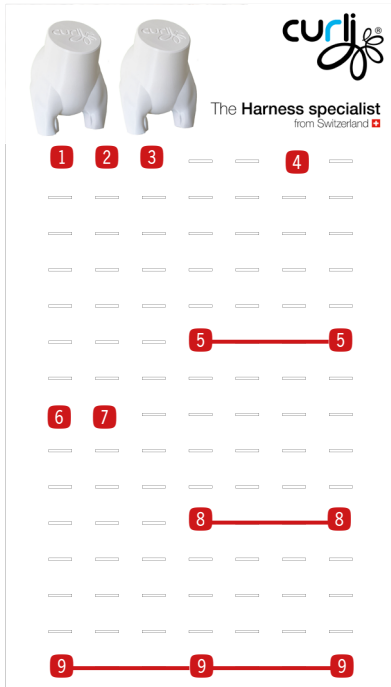 curli®
The Harness specialist
from Switzerland
1 2 3 4
5 5
6 7
8 8
9 9 9